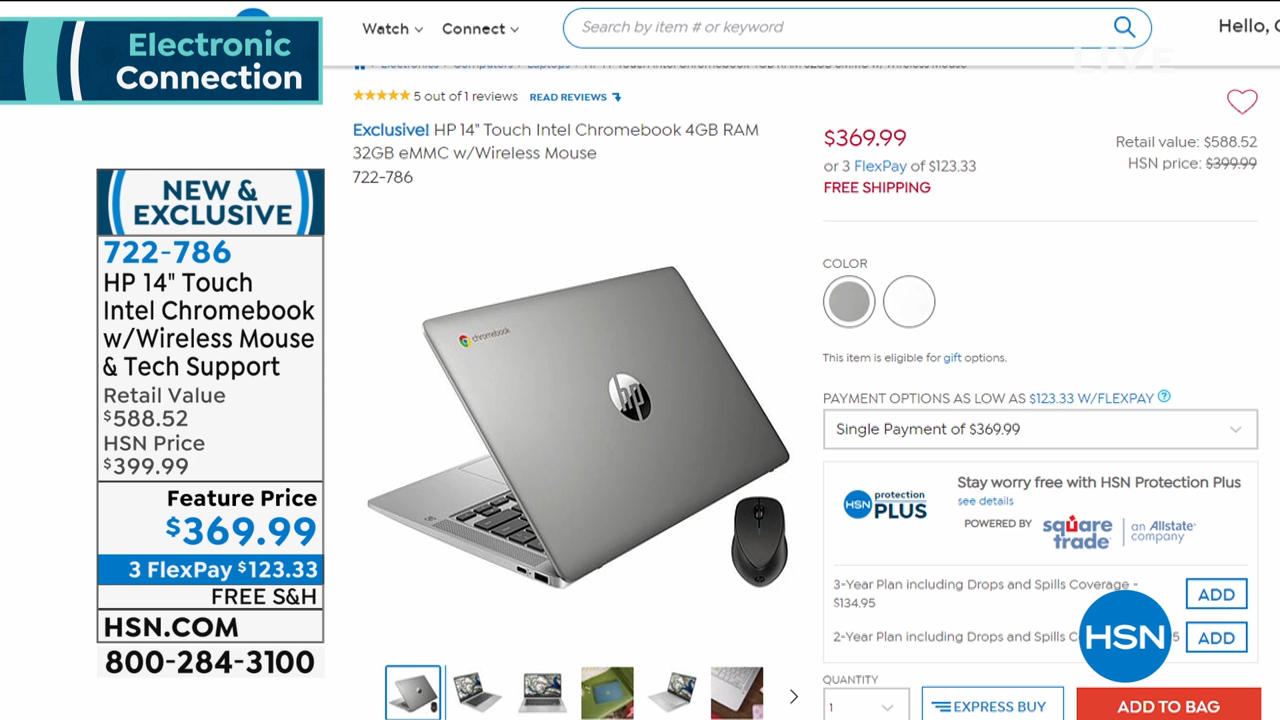 Electronic
Connection
Watch
Connect
Search by item # or keyword
Hello,
LIVE
5 out of 1 reviews
READ REVIEWS
Exclusive! HP 14" Touch Intel Chromebook 4GB RAM
32GB eMMC w/Wireless Mouse
722-786
$369.99
or 3 FlexPay of $123.33
FREE SHIPPING
Retail value: $588.52
HSN price: $399.99
NEW &
EXCLUSIVE
722-786
HP 14" Touch
Intel Chromebook
w/Wireless Mouse
& Tech Support
Retail Value
$588.52
HSN Price
$399.99
Feature Price
$369.99
3 FlexPay $123.33
FREE S&H
HSN.COM
800-284-3100
chromebook
hp
COLOR
This item is eligible for gift options.
PAYMENT OPTIONS AS LOW AS $123.33 W/FLEXPAY ?
Single Payment of $369.99
HSN protection
PLUS
Stay worry free with HSN Protection Plus
see details
POWERED BY
square
trade
an Allstate
company
3-Year Plan including Drops and Spills Coverage -
$134.95
ADD
2-Year Plan including Drops and Spills
ADD
HSN
QUANTITY
1
EXPRESS BUY
ADD TO BAG